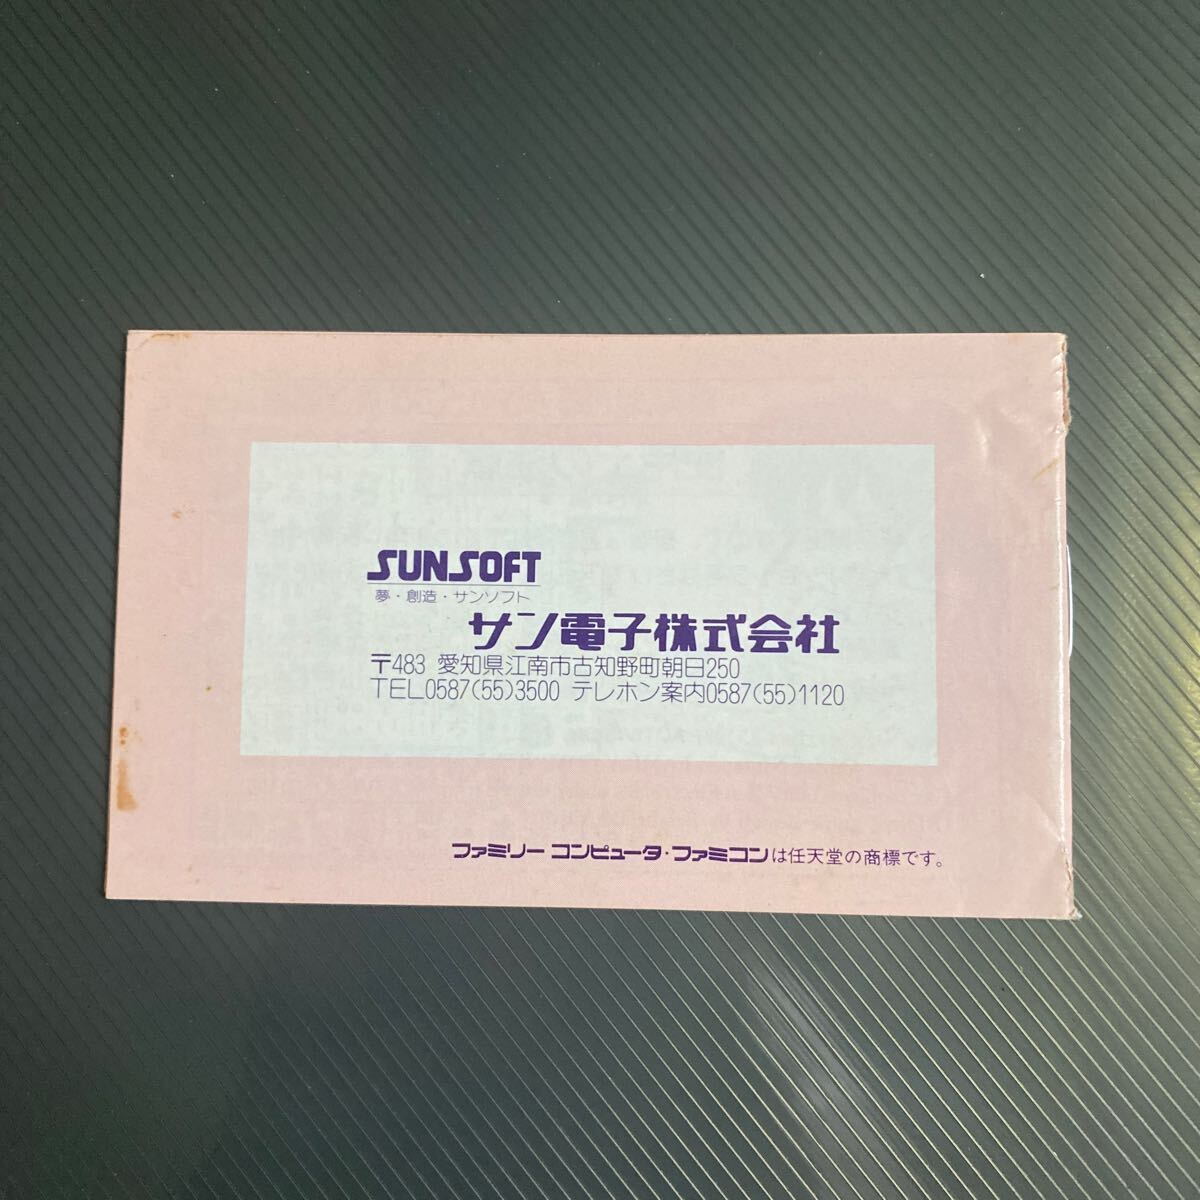 SUNSOFT
夢・創造・サンソフト
サン電子株式会社
〒483 愛知県江南市古知野町朝日250
TEL0587(55)3500 テレホン案内0587(55)1120
ファミリーコンピュータ・ファミコンは任天堂の商標です。